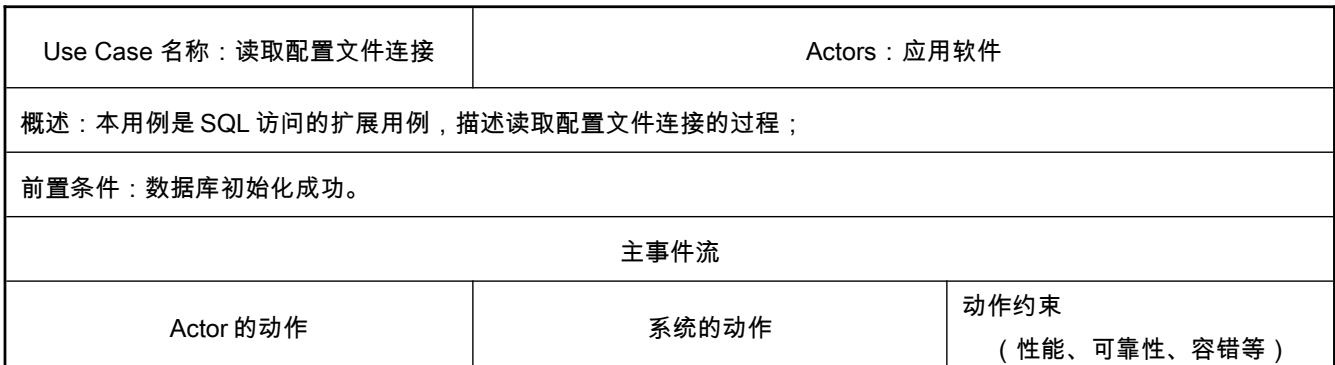 Use Case 名称：读取配置文件连接
Actors：应用软件
概述：本用例是 SQL 访问的扩展用例，描述读取配置文件连接的过程；
前置条件：数据库初始化成功。
主事件流
Actor 的动作
系统的动作
动作约束
（性能、可靠性、容错等）